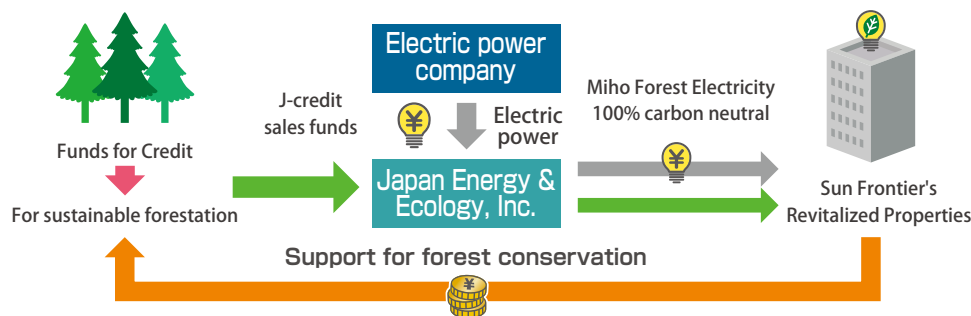 Funds for Credit
For sustainable forestation
J-credit
sales funds
Electric power
company
¥
Electric
power
Japan Energy &
Ecology, Inc.
Miho Forest Electricity
100% carbon neutral
¥
Sun Frontier's
Revitalized Properties
Support for forest conservation
¥